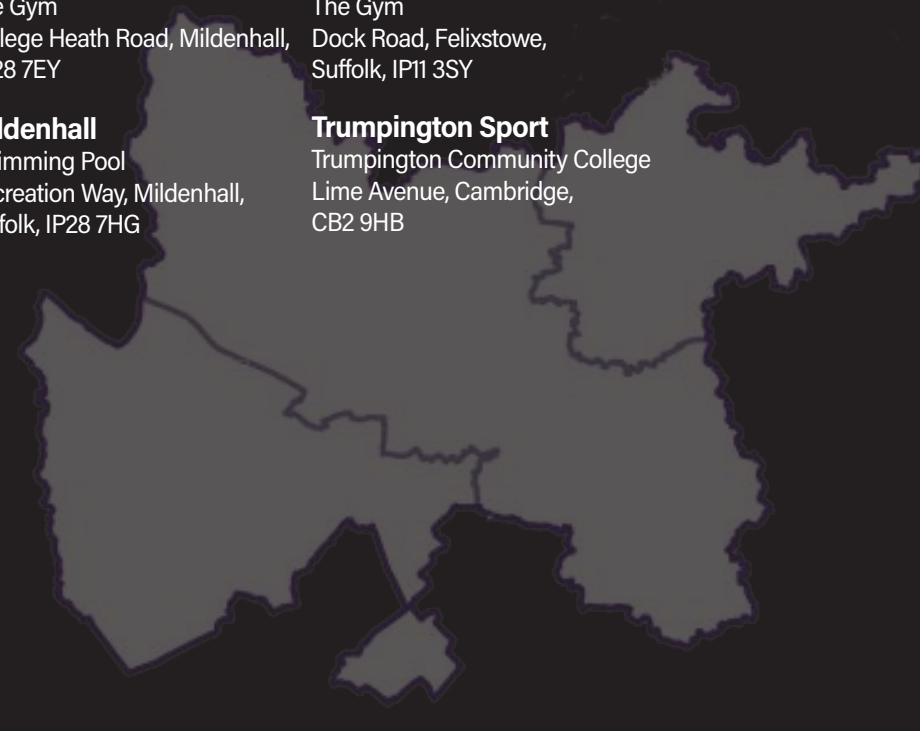 e Gym
lege Heath Road, Mildenhall,
28 7EY
ldenhall
imming Pool
creation Way, Mildenhall,
folk, IP28 7HG
The Gym
Dock Road, Felixstowe,
Suffolk, IP11 3SY
Trumpington Sport
Trumpington Community College
Lime Avenue, Cambridge,
CB2 9HB